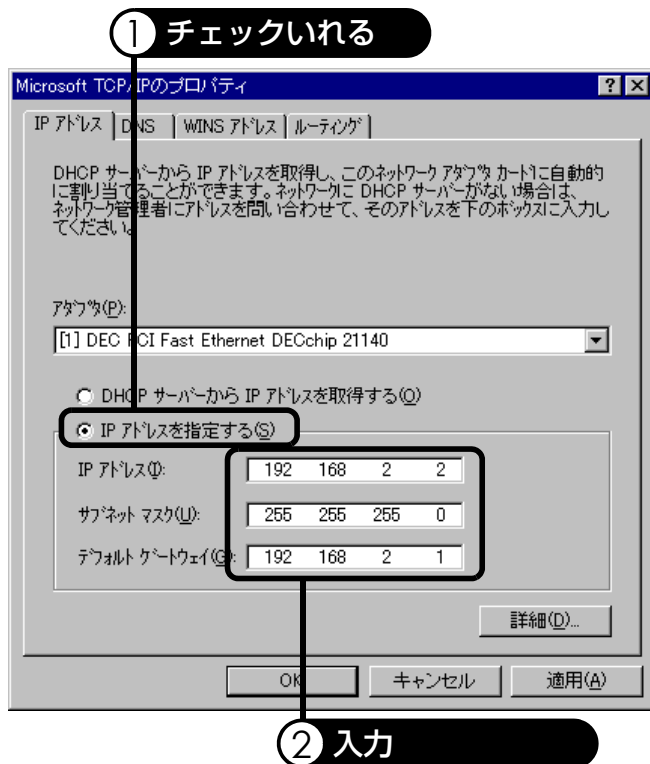 ① チェックいれる
Microsoft TCP/IPのプロパティ
IP アドレス DNS WINS アドレス ルーティング
DHCP サーバーから IP アドレスを取得し、このネットワーク アダプタ カードに自動的
に割り当てることができます。ネットワークに DHCP サーバーがない場合は、
ネットワーク管理者にアドレスを問い合わせて、そのアドレスを下のボックスに入力し
てください。
アダプタ(P):
[1] DEC PCI Fast Ethernet DECchip 21140
DHCP サーバーから IP アドレスを取得する(O)
IP アドレスを指定する(S)
IP アドレス(I): 192 168 2 2
サブネット マスク(U): 255 255 255 0
デフォルト ゲートウェイ(G): 192 168 2 1
詳細(D)...
OK キャンセル 適用(A)
② 入力